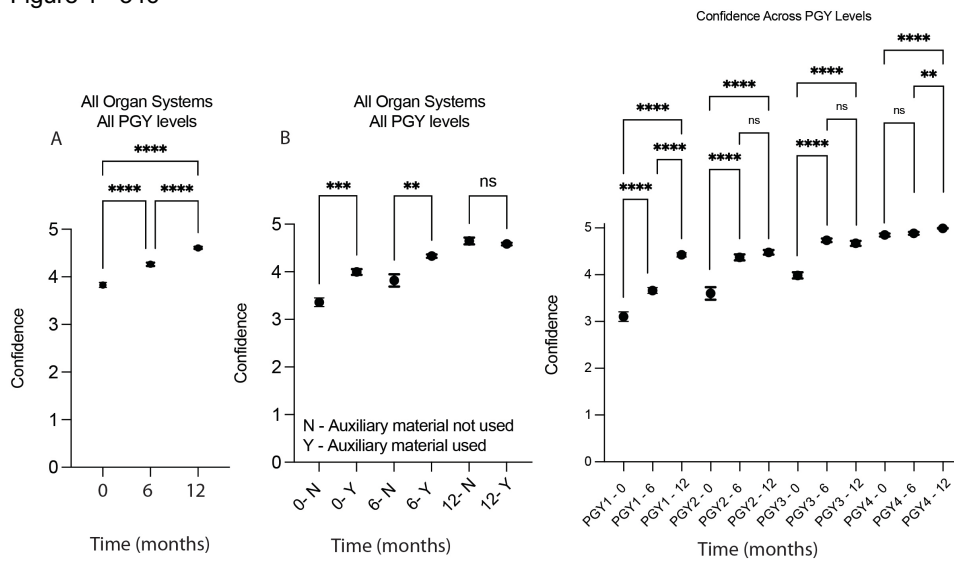 Confidence Across PGY Levels
All Organ Systems
All PGY levels
A
****
****
****
5
4
3
2
1
0
Confidence
0
6
12
Time (months)
All Organ Systems
All PGY levels
B
***
**
ns
5
4
3
2
1
0
Confidence
N - Auxiliary material not used
Y - Auxiliary material used
0- N
0- Y
6- N
6- Y
12- N
12- Y
Time (months)
****
****
****
****
****
ns
****
****
ns
****
ns
**
5
4
3
2
1
0
Confidence
PGY1 - 0
PGY1 - 6
PGY1 - 12
PGY2 - 0
PGY2 - 6
PGY2 - 12
PGY3 - 0
PGY3 - 6
PGY3 - 12
PGY4 - 0
PGY4 - 6
PGY4 - 12
Time (months)